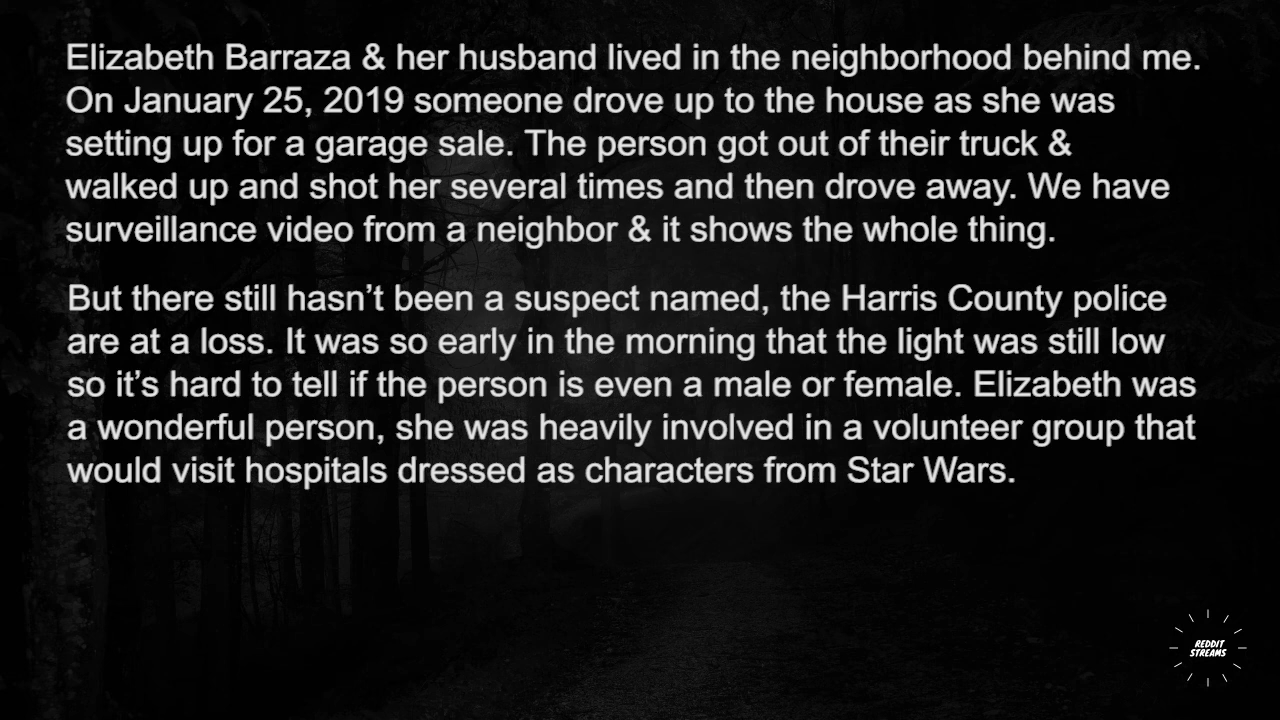 Elizabeth Barraza & her husband lived in the neighborhood behind me.
On January 25, 2019 someone drove up to the house as she was
setting up for a garage sale. The person got out of their truck &
walked up and shot her several times and then drove away. We have
surveillance video from a neighbor & it shows the whole thing.
But there still hasn’t been a suspect named, the Harris County police
are at a loss. It was so early in the morning that the light was still low
so it’s hard to tell if the person is even a male or female. Elizabeth was
a wonderful person, she was heavily involved in a volunteer group that
would visit hospitals dressed as characters from Star Wars.
REDDIT
STREAMS